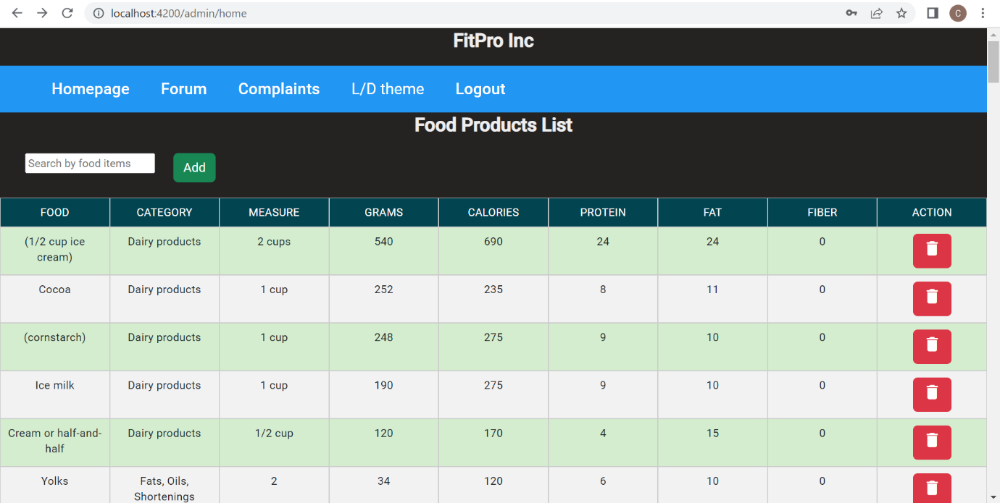 localhost:4200/admin/home
C
FitPro Inc
Homepage Forum Complaints L/D theme Logout
Food Products List
Search by food items Add
FOOD CATEGORY MEASURE GRAMS CALORIES PROTEIN FAT FIBER ACTION
(1/2 cup ice Dairy products 2 cups 540 690 24 24 0
cream)
Cocoa Dairy products 1 cup 252 235 8 11 0
(cornstarch) Dairy products 1 cup 248 275 9 10 0
Ice milk Dairy products 1 cup 190 275 9 10 0
Cream or half-and- Dairy products 1/2 cup 120 170 4 15 0
half
Yolks Fats, Oils, 2 34 120 6 10 0
Shortenings